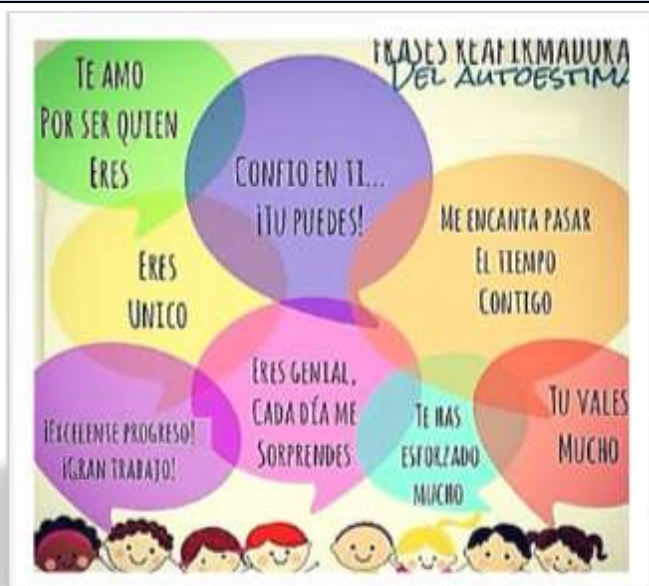 FRASES REAFIRMADORA
DEL AUTOESTIMA
TE AMO
POR SER QUIEN
ERES
CONFIO EN TI...
¡TU PUEDES!
ME ENCANTA PASAR
EL TIEMPO
CONTIGO
ERES
UNICO
ERES GENIAL,
CADA DÍA ME
SORPRENDES
¡EXCELENTE PROGRESO!
¡GRAN TRABAJO!
TE HAS
ESFORZADO
MUCHO
TU VALES
MUCHO